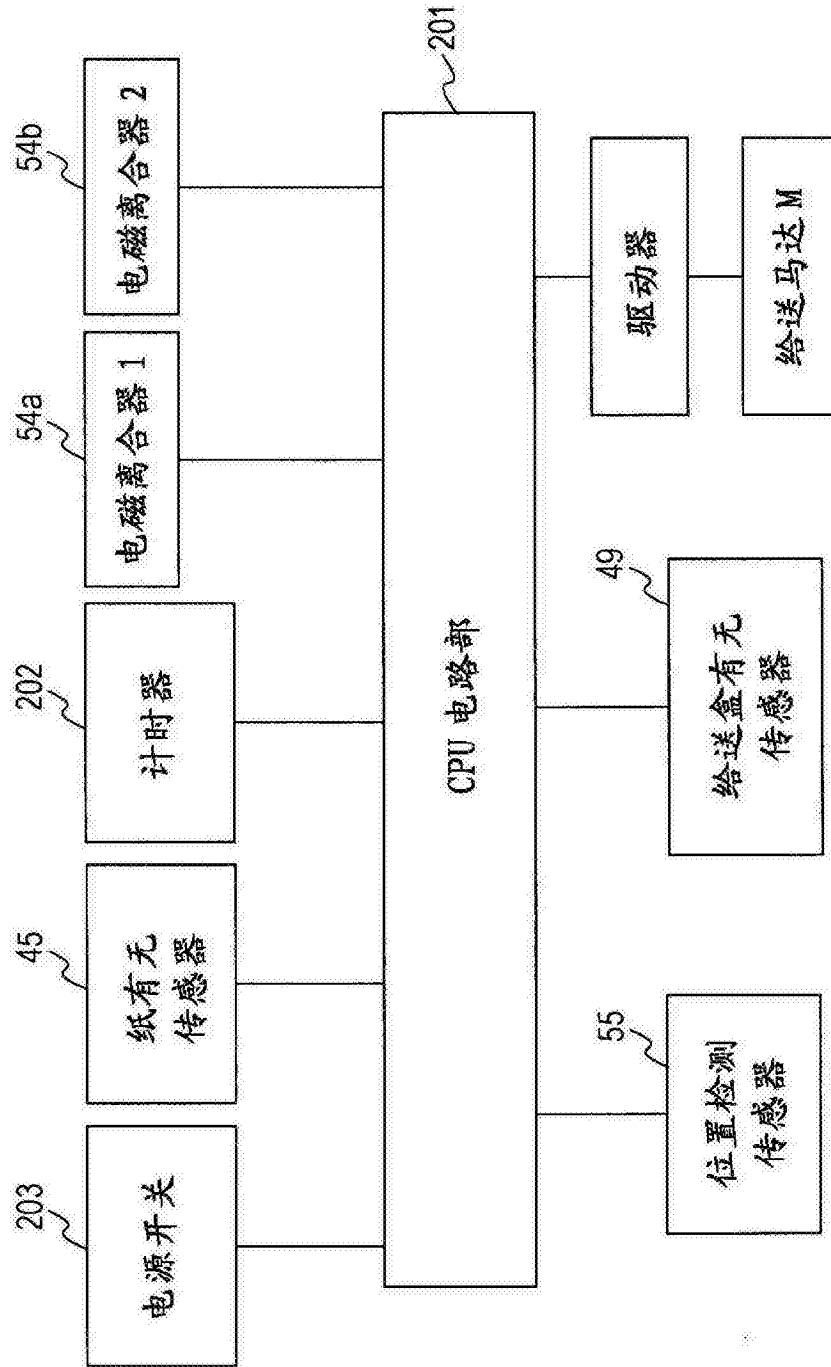 203
电源开关
45
纸有无
传感器
202
计时器
54a
电磁离合器 1
54b
电磁离合器 2
201
CPU 电路部
55
位置检测
传感器
49
给送盒有无
传感器
驱动器
给送马达 M